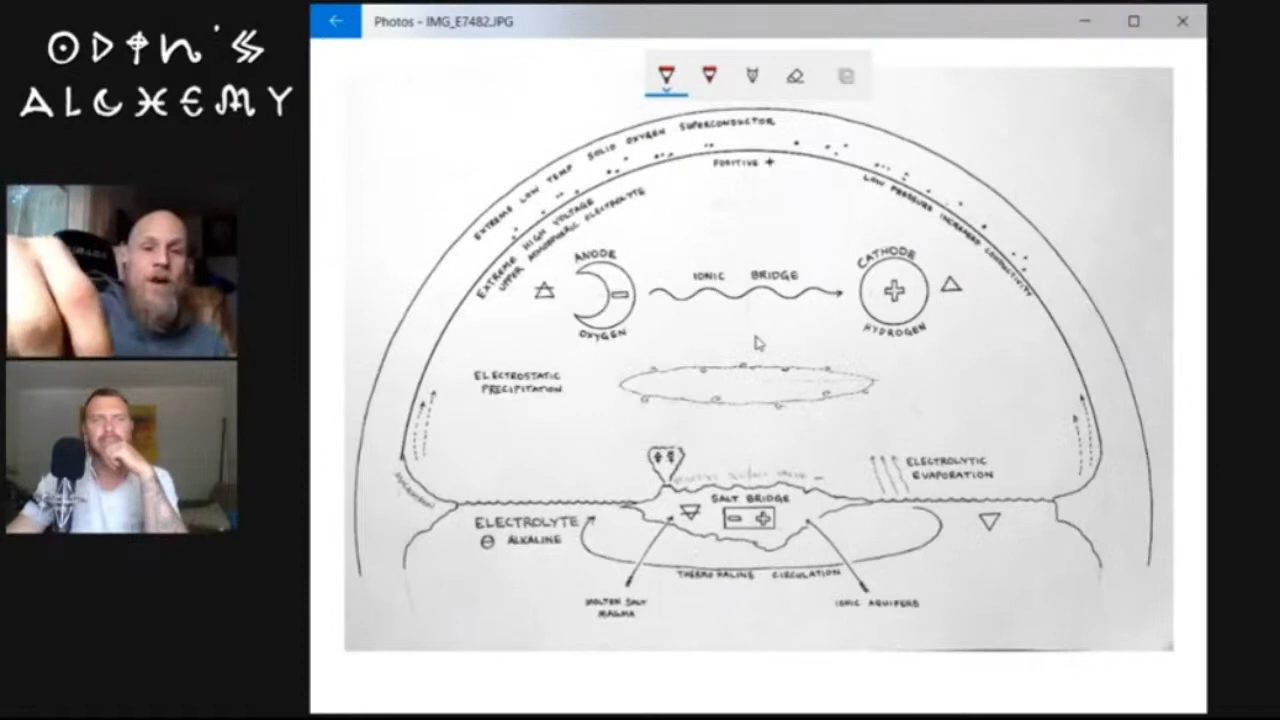 ODIN'S
ALCHEMY
Photos - IMG_E7482.JPG
EXTREME LOW TEMP SOLID OXYGEN SUPERCONDUCTOR
POSITIVE +
EXTREME HIGH VOLTAGE
UPPER ATMOSPHERIC ELECTROLYTE
LOW PRESSURE INCREMENT CONDUCTIVITY
ANODE
OXYGEN
IONIC BRIDGE
CATHODE
HYDROGEN
ELECTROSTATIC
PRECIPITATION
ELECTROLYTIC
EVAPORATION
SALT BRIDGE
ELECTROLYTE
ALKALINE
THERMOHALINE CIRCULATION
MOLTEN SALT
MAGMA
IONIC AQUIFERS